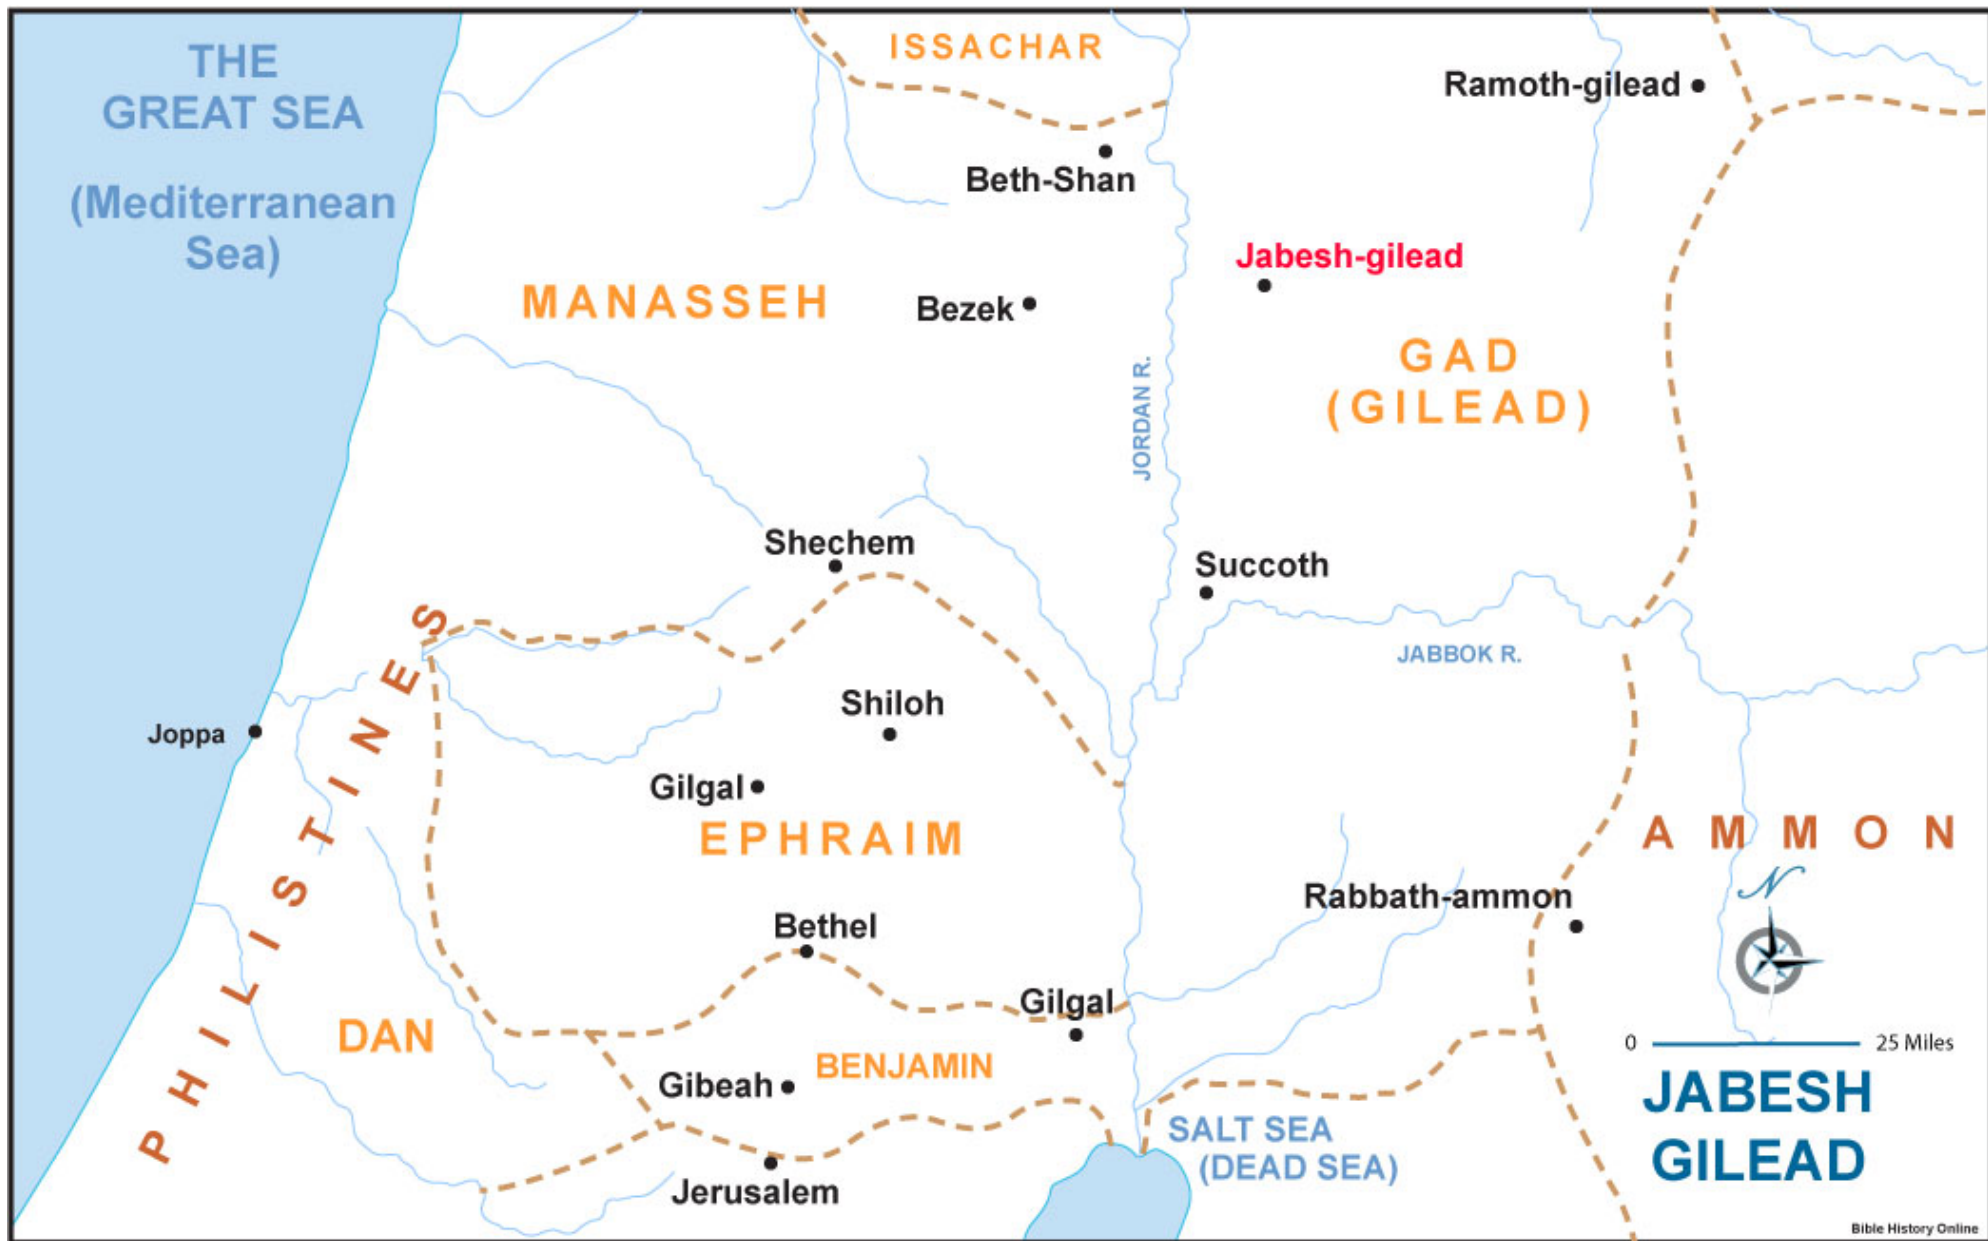 THE
GREAT SEA
(Mediterranean
Sea)
ISSACHAR
Ramoth-gilead
Beth-Shan
Jabesh-gilead
MANASSEH
Bezek
GAD
(GILEAD)
JORDAN R.
Shechem
Succoth
JABBOK R.
PHILISTINES
Shiloh
Joppa
Gilgal
EPHRAIM
AMMON
Rabbath-ammon
N
Bethel
Gilgal
DAN
0 25 Miles
BENJAMIN
Gibeah
JABESH
GILEAD
SALT SEA
(DEAD SEA)
Jerusalem
Bible History Online